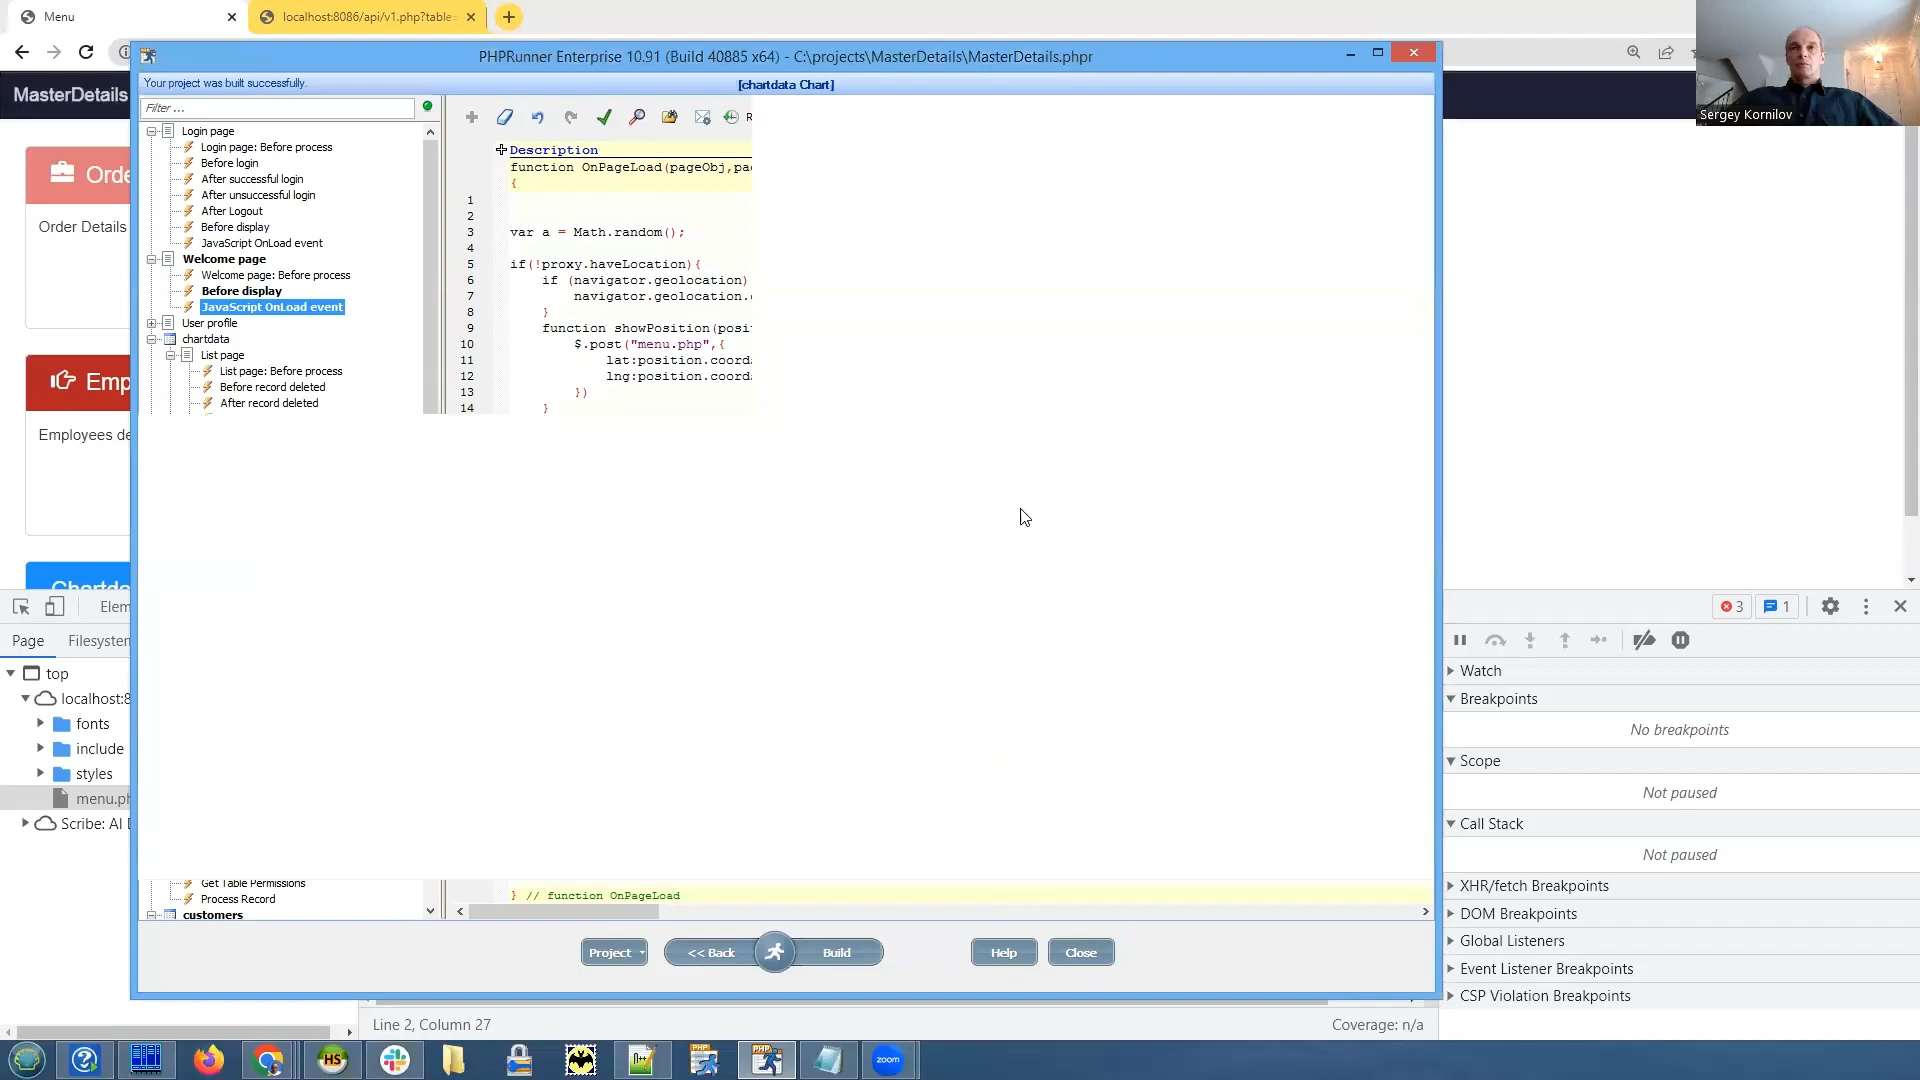 Menu
localhost:8086/api/v1.php?table=
PHPRunner Enterprise 10.91 (Build 40885 x64) - C:\projects\MasterDetails\MasterDetails.phpr
Your project was built successfully.
[chartdata Chart]
MasterDetails
Sergey Kornilov
Filter ...
Login page
Login page: Before process
Before login
After successful login
After unsuccessful login
After Logout
Before display
JavaScript OnLoad event
Welcome page
Welcome page: Before process
Before display
JavaScript OnLoad event
User profile
chartdata
List page
List page: Before process
Before record deleted
After record deleted
Get Table Permissions
Process Record
customers
Description
function OnPageLoad(pageObj,pa
{
1
2
3 var a = Math.random();
4
5 if(!proxy.haveLocation){
6 if (navigator.geolocation)
7 navigator.geolocation.
8 }
9 function showPosition(posi
10 $.post("menu.php",{
11 lat:position.coord
12 lng:position.coord
13 })
14 }
} // function OnPageLoad
Order Details
Employees de
Chartda
Project
<< Back
Build
Help
Close
Elem
3
1
Page
Filesystem
top
localhost:8
fonts
include
styles
menu.ph
Scribe: AI
Watch
Breakpoints
No breakpoints
Scope
Not paused
Call Stack
Not paused
XHR/fetch Breakpoints
DOM Breakpoints
Global Listeners
Event Listener Breakpoints
CSP Violation Breakpoints
Line 2, Column 27
Coverage: n/a
HS
PHP
PHP
zoom